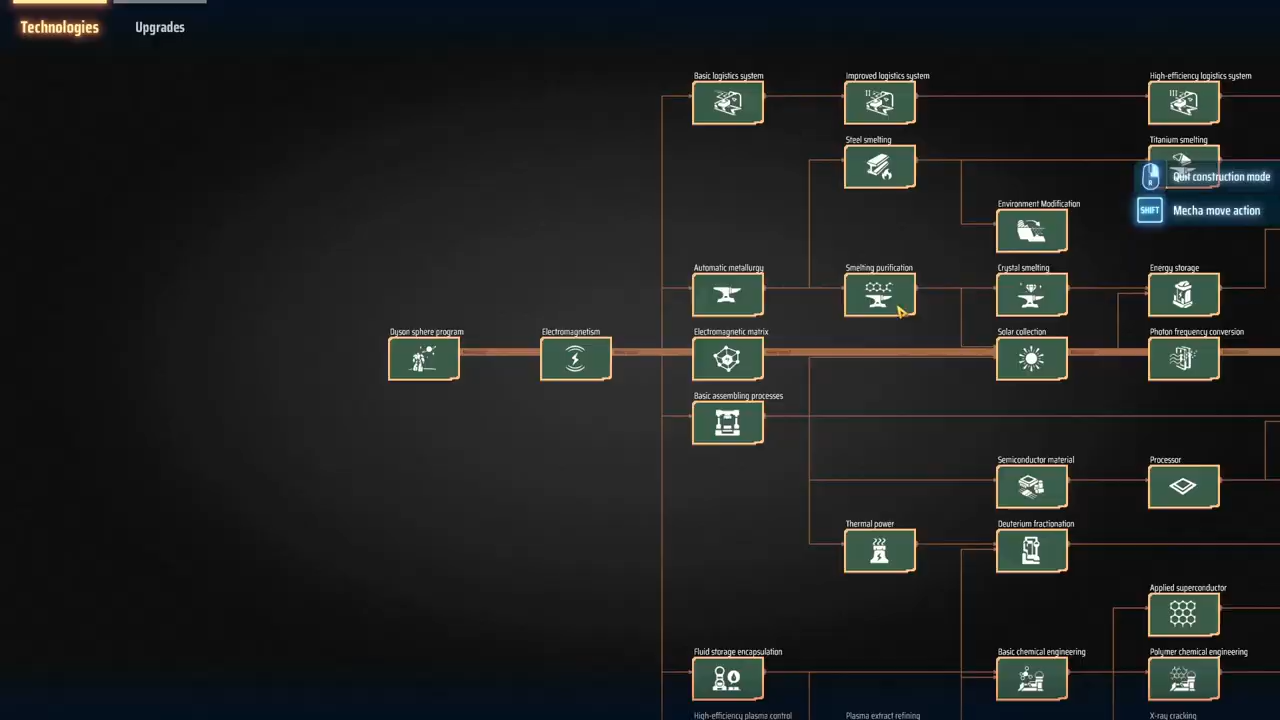 Technologies
Upgrades
Basic logistics system
Improved logistics system
High-efficiency logistics system
Steel smelting
Titanium smelting
Quit construction mode
SHIFT
Mecha move action
Environment Modification
Automatic metallurgy
Smelting purification
Crystal smelting
Energy storage
Dyson sphere program
Electromagnetism
Electromagnetic matrix
Solar collection
Photon frequency conversion
Basic assembling processes
Semiconductor material
Processor
Thermal power
Deuterium fractionation
Applied superconductor
Fluid storage encapsulation
Basic chemical engineering
Polymer chemical engineering
High-efficiency plasma control
Plasma extract refining
X-ray cracking